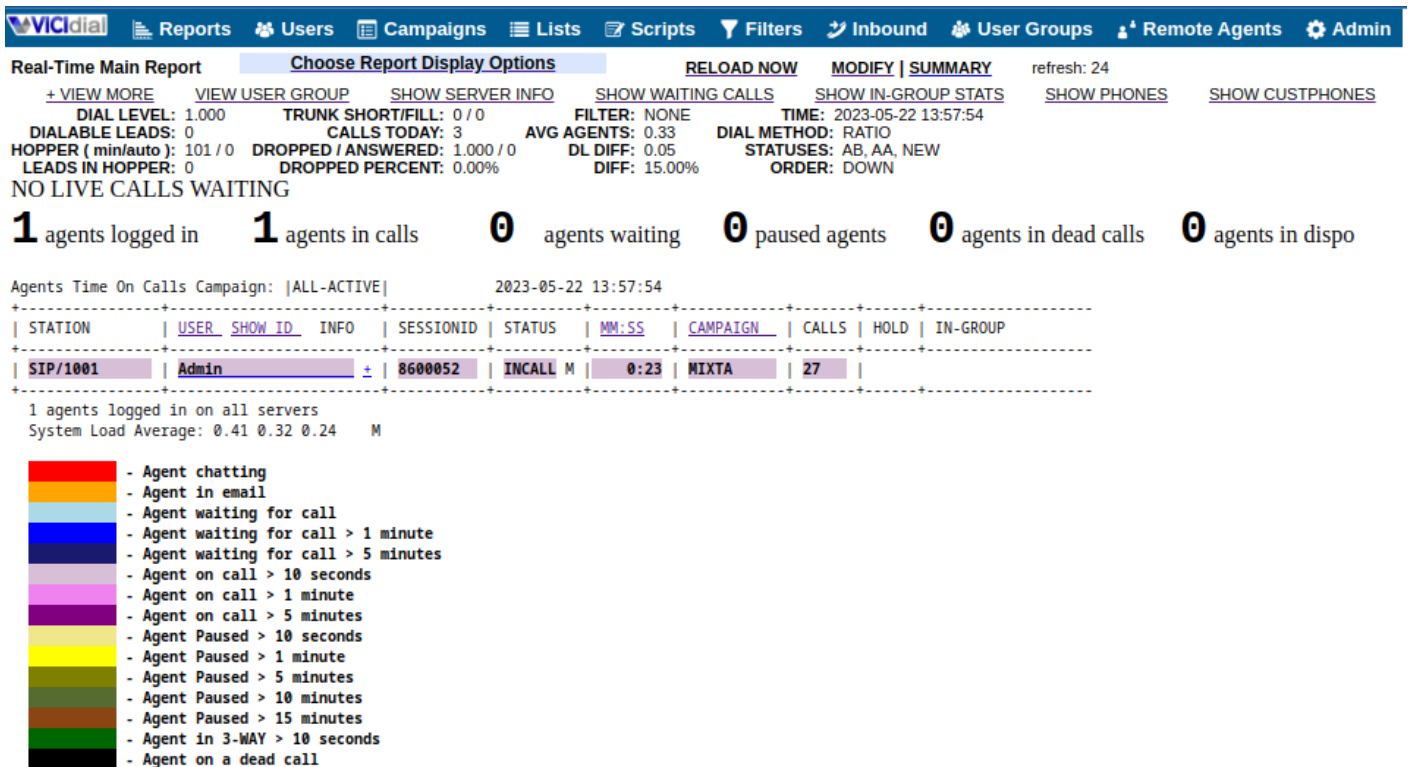 VICIdial Reports Users Campaigns Lists Scripts Filters Inbound User Groups Remote Agents Admin
Real-Time Main Report Choose Report Display Options RELOAD NOW MODIFY | SUMMARY refresh: 24
+ VIEW MORE VIEW USER GROUP SHOW SERVER INFO SHOW WAITING CALLS SHOW IN-GROUP STATS SHOW PHONES SHOW CUSTPHONES
DIAL LEVEL: 1.000 TRUNK SHORT/FILL: 0 / 0 FILTER: NONE TIME: 2023-05-22 13:57:54
DIALABLE LEADS: 0 CALLS TODAY: 3 AVG AGENTS: 0.33 DIAL METHOD: RATIO
HOPPER ( min/auto ): 101 / 0 DROPPED / ANSWERED: 1.000 / 0 DL DIFF: 0.05 STATUSES: AB, AA, NEW
LEADS IN HOPPER: 0 DROPPED PERCENT: 0.00% DIFF: 15.00% ORDER: DOWN
NO LIVE CALLS WAITING
1 agents logged in 1 agents in calls 0 agents waiting 0 paused agents 0 agents in dead calls 0 agents in dispo
Agents Time On Calls Campaign: |ALL-ACTIVE| 2023-05-22 13:57:54
| STATION | USER SHOW ID INFO | SESSIONID | STATUS | MM:SS | CAMPAIGN | CALLS | HOLD | IN-GROUP
| SIP/1001 | Admin + | 8600052 | INCALL M | 0:23 | MIXTA | 27 |
1 agents logged in on all servers
System Load Average: 0.41 0.32 0.24 M
- Agent chatting
- Agent in email
- Agent waiting for call
- Agent waiting for call > 1 minute
- Agent waiting for call > 5 minutes
- Agent on call > 10 seconds
- Agent on call > 1 minute
- Agent on call > 5 minutes
- Agent Paused > 10 seconds
- Agent Paused > 1 minute
- Agent Paused > 5 minutes
- Agent Paused > 10 minutes
- Agent Paused > 15 minutes
- Agent in 3-WAY > 10 seconds
- Agent on a dead call